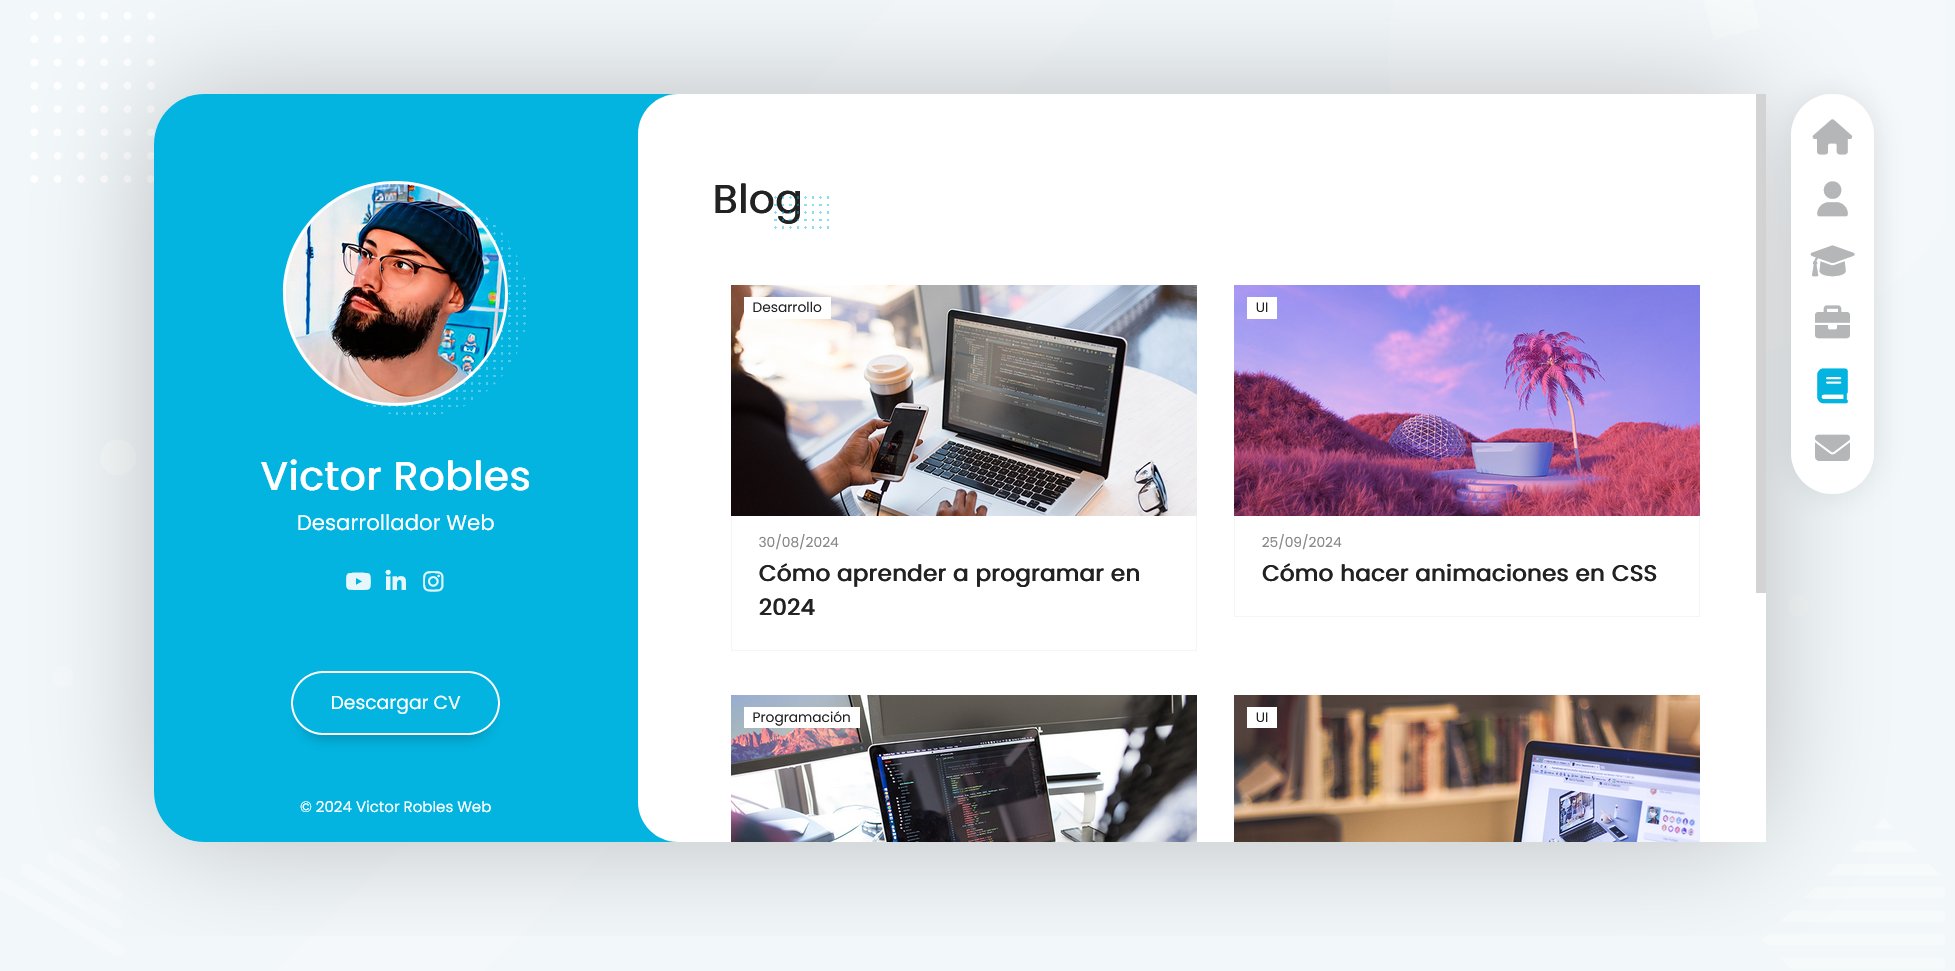 Victor Robles
Desarrollador Web
Descargar CV
© 2024 Victor Robles Web
Blog
Desarrollo
30/08/2024
Cómo aprender a programar en
2024
UI
25/09/2024
Cómo hacer animaciones en CSS
Programación
UI